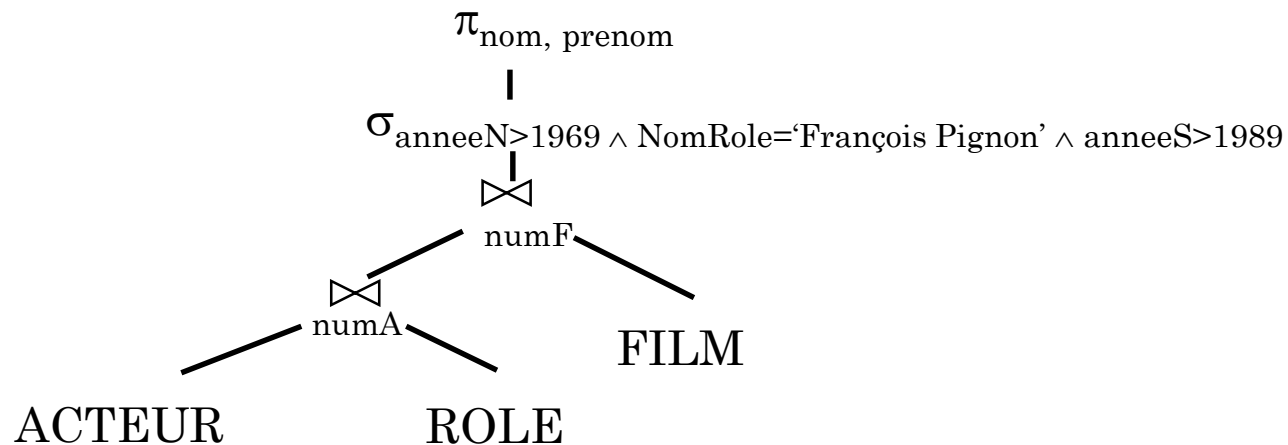 π nom, prenom
σ anneeN>1969 ∧ NomRole=‘François Pignon’ ∧ anneeS>1989
⋈
numF
⋈
numA
FILM
ACTEUR ROLE